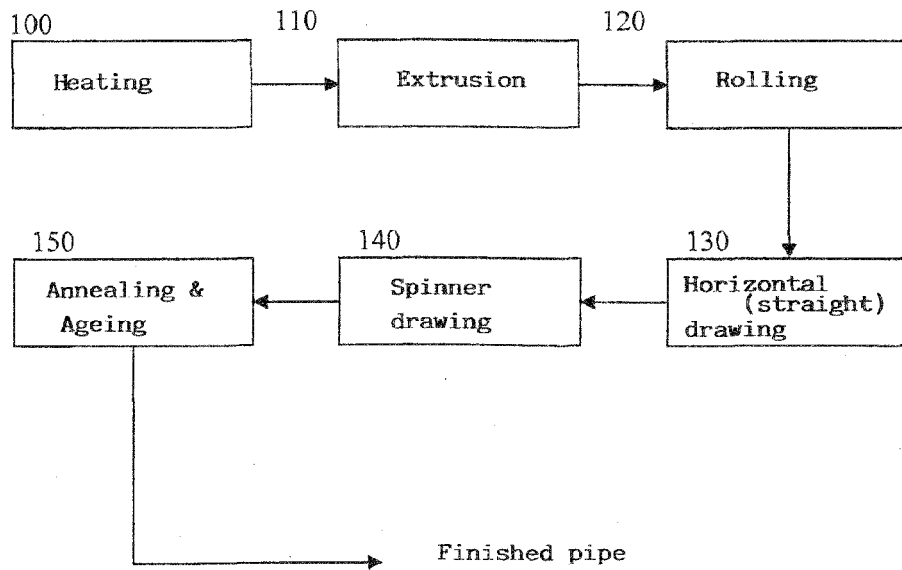 100
Heating
110
Extrusion
120
Rolling
130
Horizontal
(straight)
drawing
140
Spinner
drawing
150
Annealing &
Ageing
Finished pipe